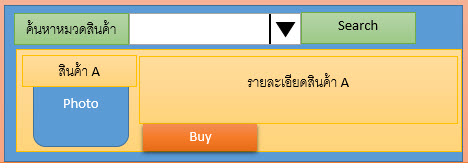 ค้นหาหมวดสินค้า
Search
สินค้า A
รายละเอียดสินค้า A
Photo
Buy